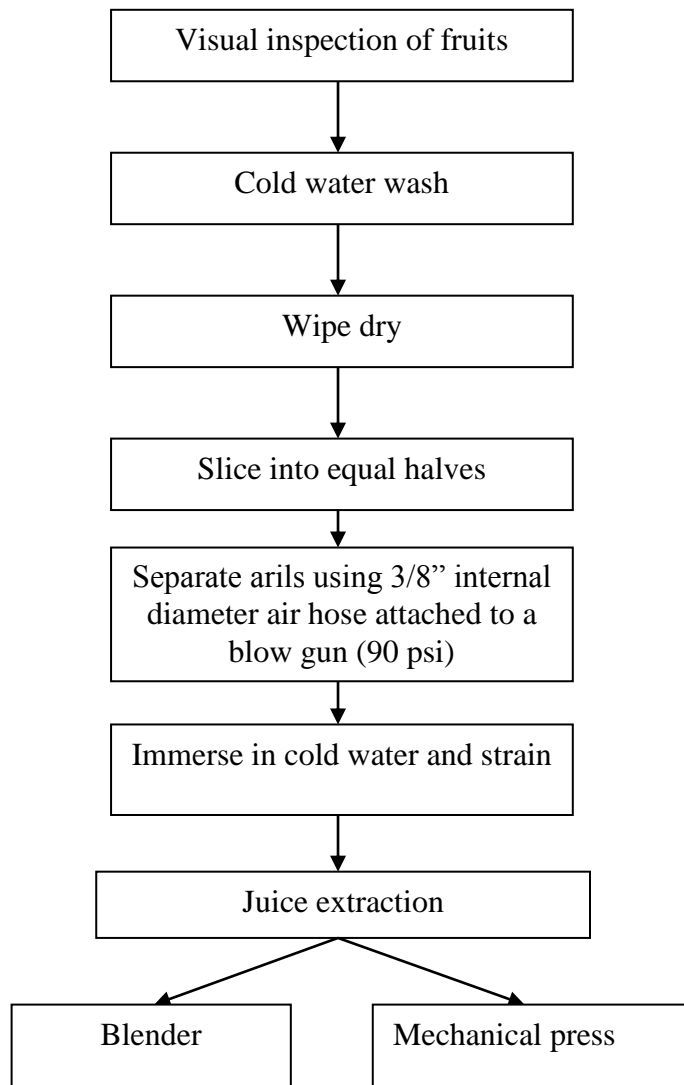 Visual inspection of fruits
Cold water wash
Wipe dry
Slice into equal halves
Separate arils using 3/8” internal
diameter air hose attached to a
blow gun (90 psi)
Immerse in cold water and strain
Juice extraction
Blender
Mechanical press